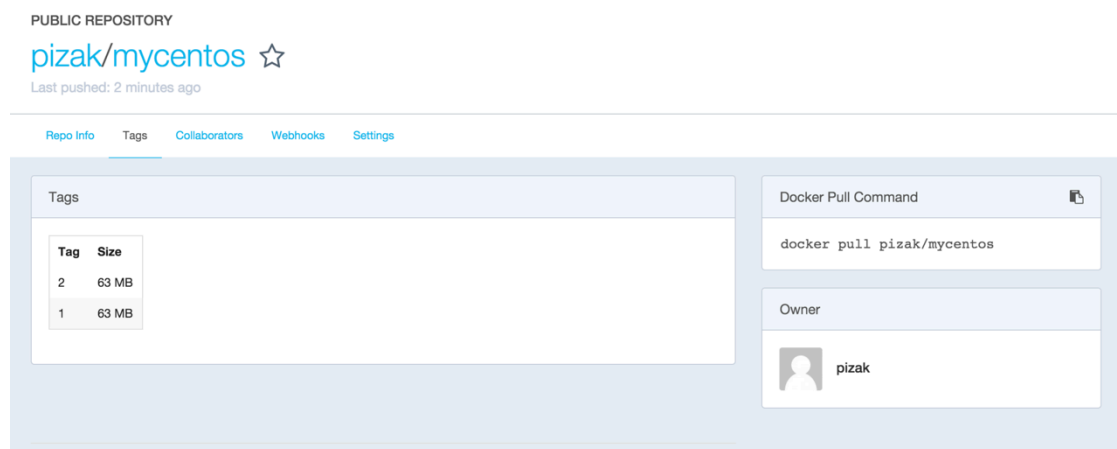 PUBLIC REPOSITORY
pizak/mycentos
Last pushed: 2 minutes ago
Repo Info Tags Collaborators Webhooks Settings
Tags
Tag Size
2 63 MB
1 63 MB
Docker Pull Command
docker pull pizak/mycentos
Owner
pizak